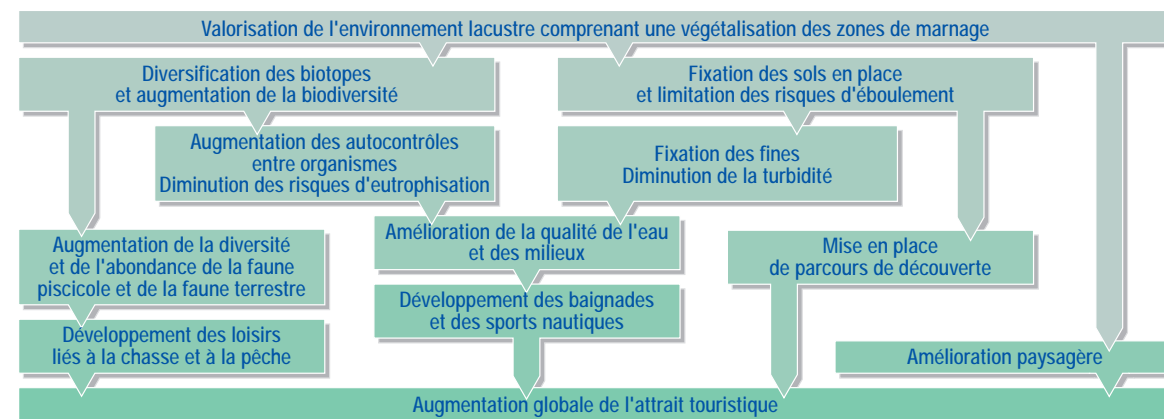 Valorisation de l'environnement lacustre comprenant une végétalisation des zones de marnage
Diversification des biotopes
et augmentation de la biodiversité
Fixation des sols en place
et limitation des risques d'éboulement
Augmentation des autocontrôles
entre organismes
Diminution des risques d'eutrophisation
Fixation des fines
Diminution de la turbidité
Augmentation de la diversité
et de l'abondance de la faune
piscicole et de la faune terrestre
Amélioration de la qualité de l'eau
et des milieux
Mise en place
de parcours de découverte
Développement des baignades
et des sports nautiques
Développement des loisirs
liés à la chasse et à la pêche
Amélioration paysagère
Augmentation globale de l'attrait touristique